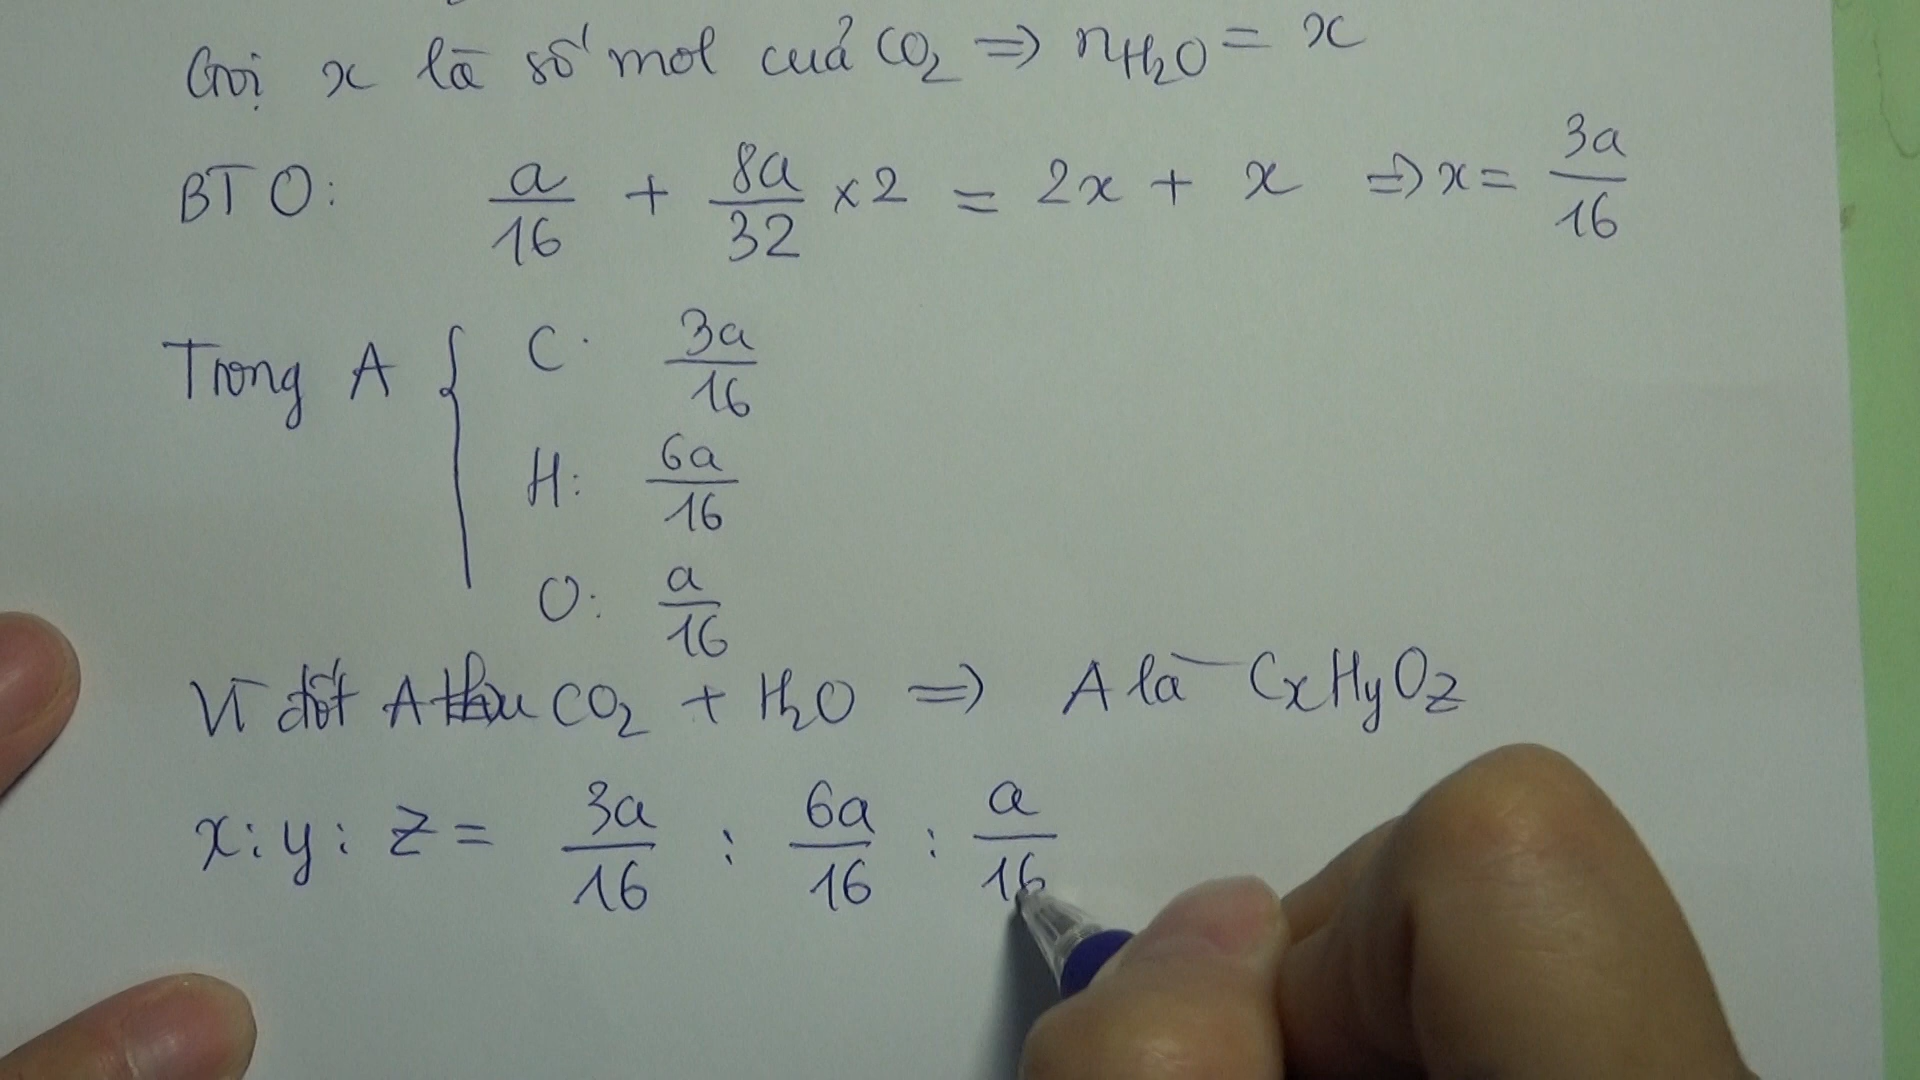 Gọi x là số mol của CO₂ => nH₂O = x
BTO: a/16 + 8a/32 × 2 = 2x + x => x = 3a/16
Trong A { C: 3a/16
H: 6a/16
O: a/16
Vì đốt A thu CO₂ + H₂O => A là CxHyOz
x : y : z = 3a/16 : 6a/16 : a/16